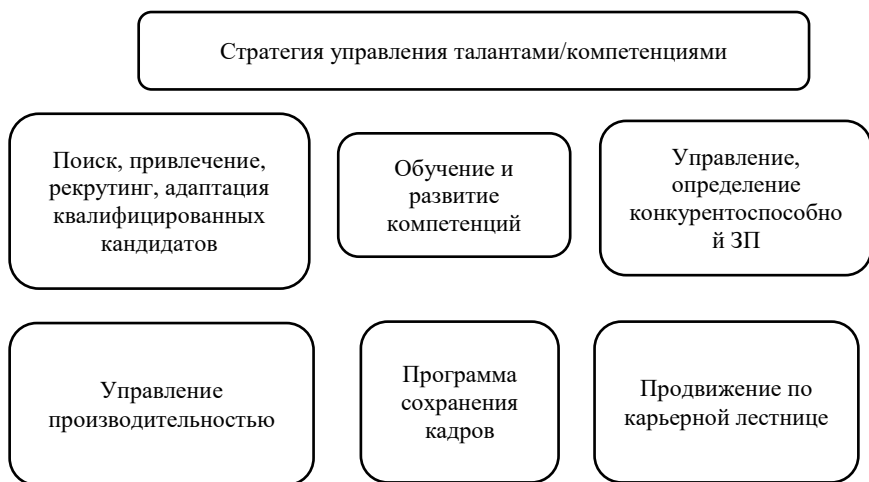 Стратегия управления талантами/компетенциями
Поиск, привлечение,
рекрутинг, адаптация
квалифицированных
кандидатов
Обучение и
развитие
компетенций
Управление,
определение
конкурентоспособно
й ЗП
Управление
производительностью
Программа
сохранения
кадров
Продвижение по
карьерной лестнице